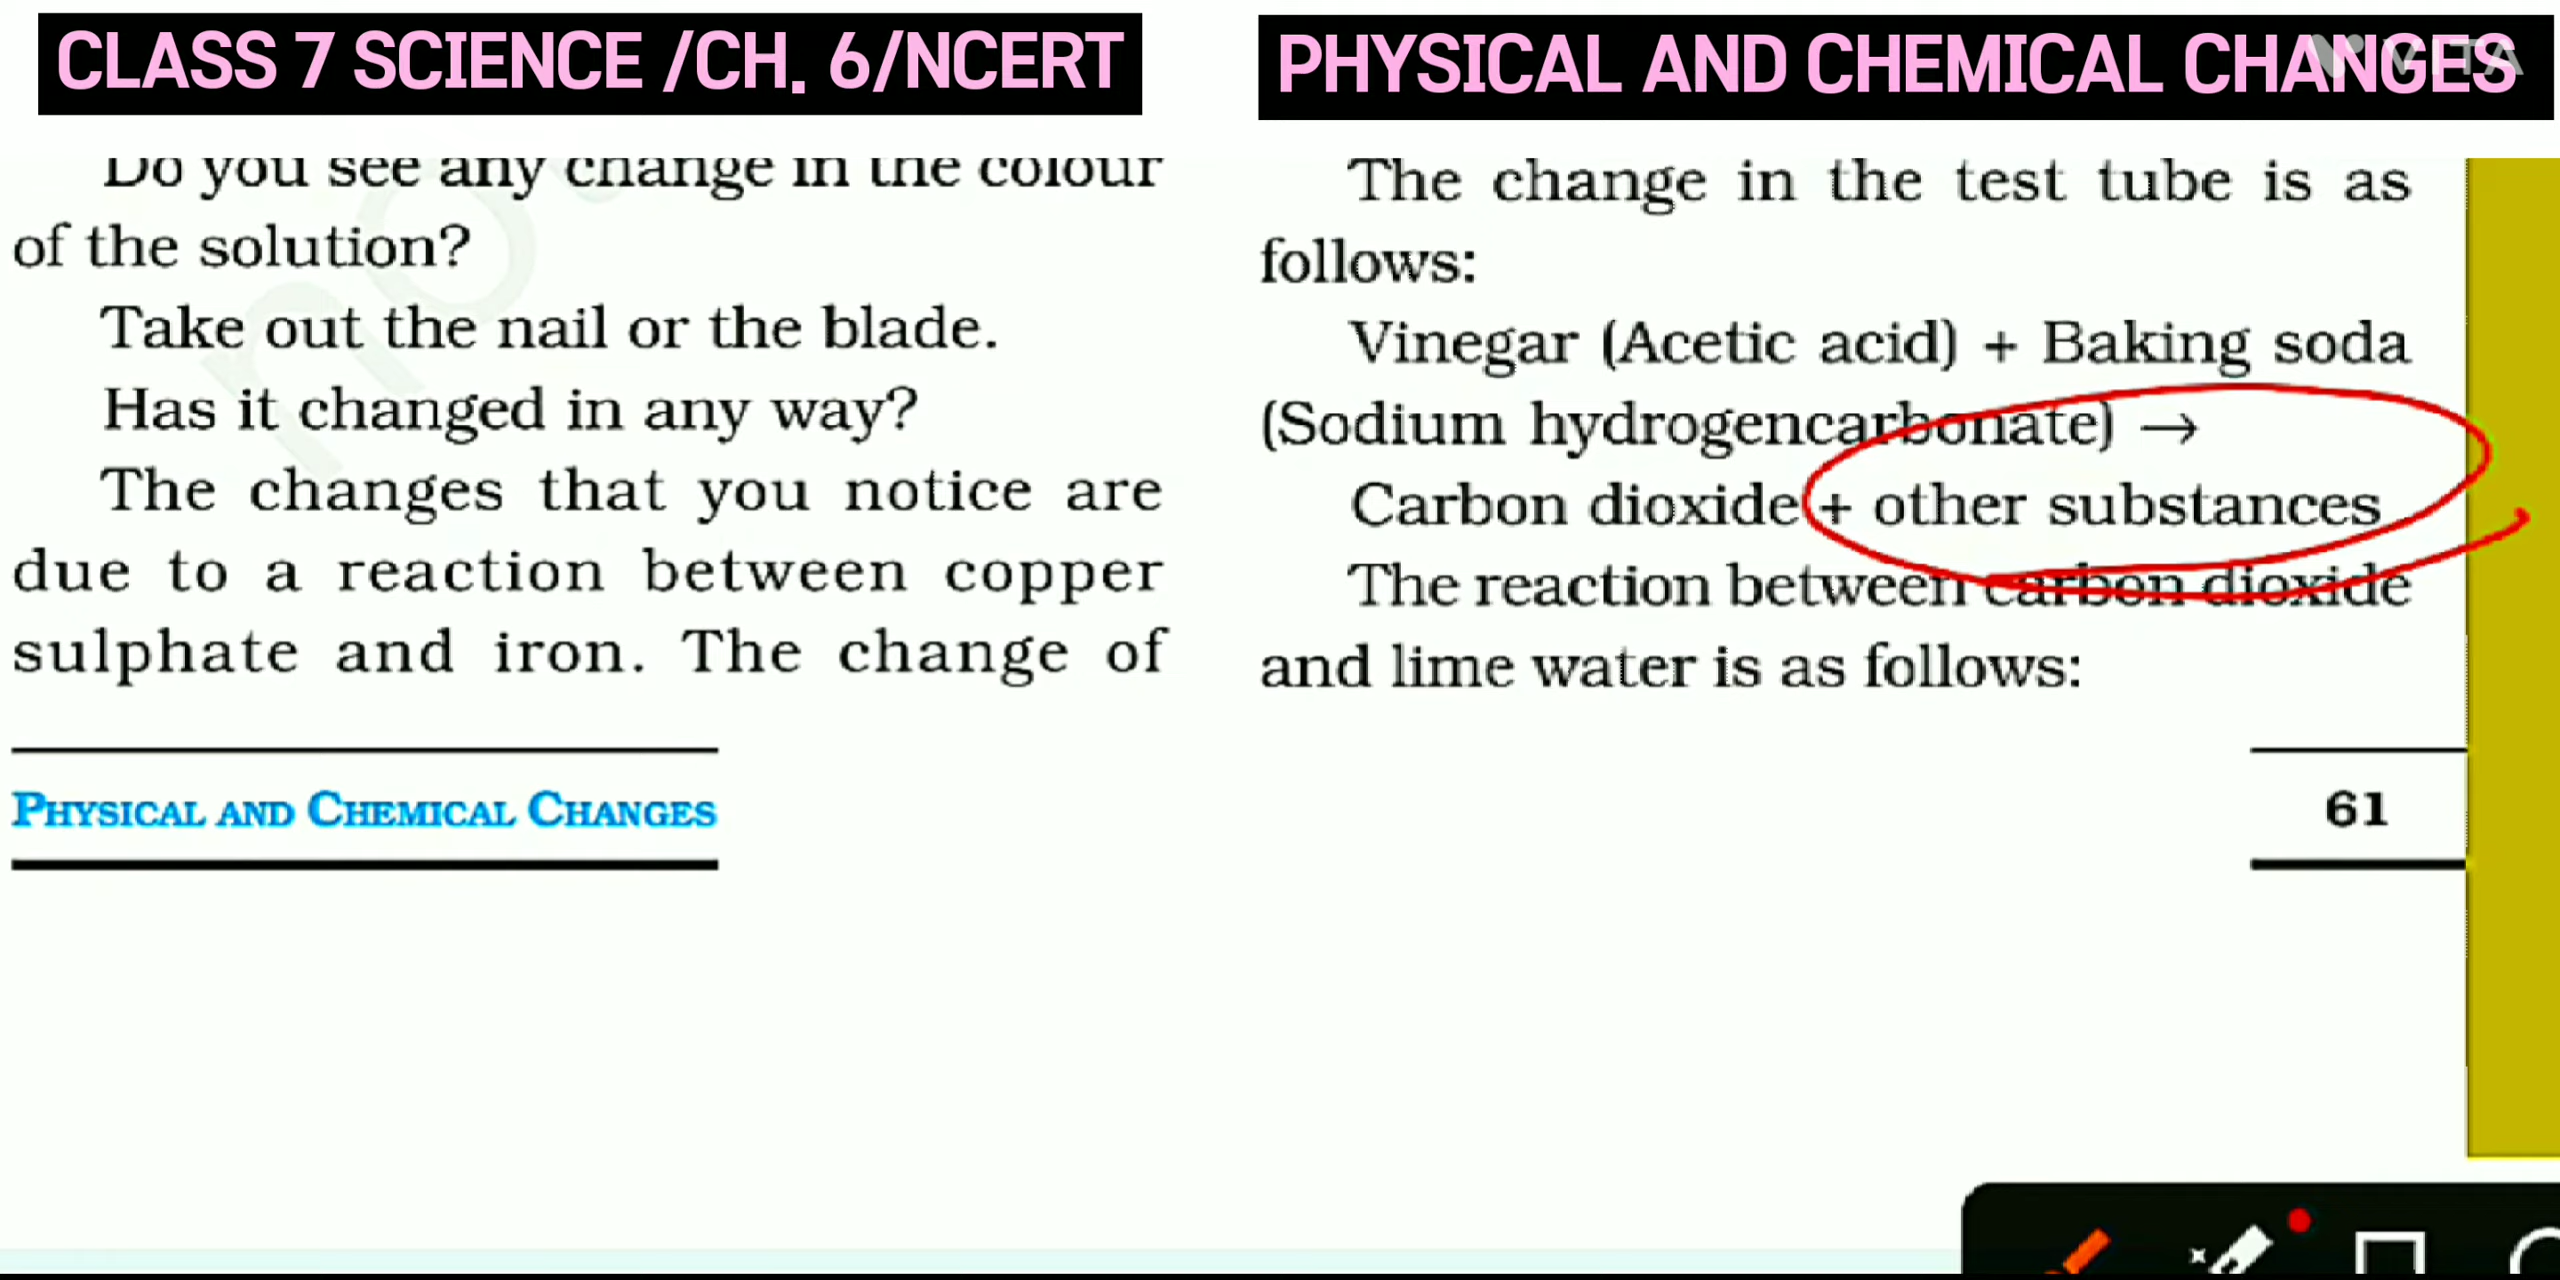 CLASS 7 SCIENCE /CH. 6/NCERT
PHYSICAL AND CHEMICAL CHANGES
VITA
Do you see any change in the colour
of the solution?
Take out the nail or the blade.
Has it changed in any way?
The changes that you notice are
due to a reaction between copper
sulphate and iron. The change of
The change in the test tube is as
follows:
Vinegar (Acetic acid) + Baking soda
(Sodium hydrogencarbonate) →
Carbon dioxide + other substances
The reaction between carbon dioxide
and lime water is as follows:
PHYSICAL AND CHEMICAL CHANGES
61